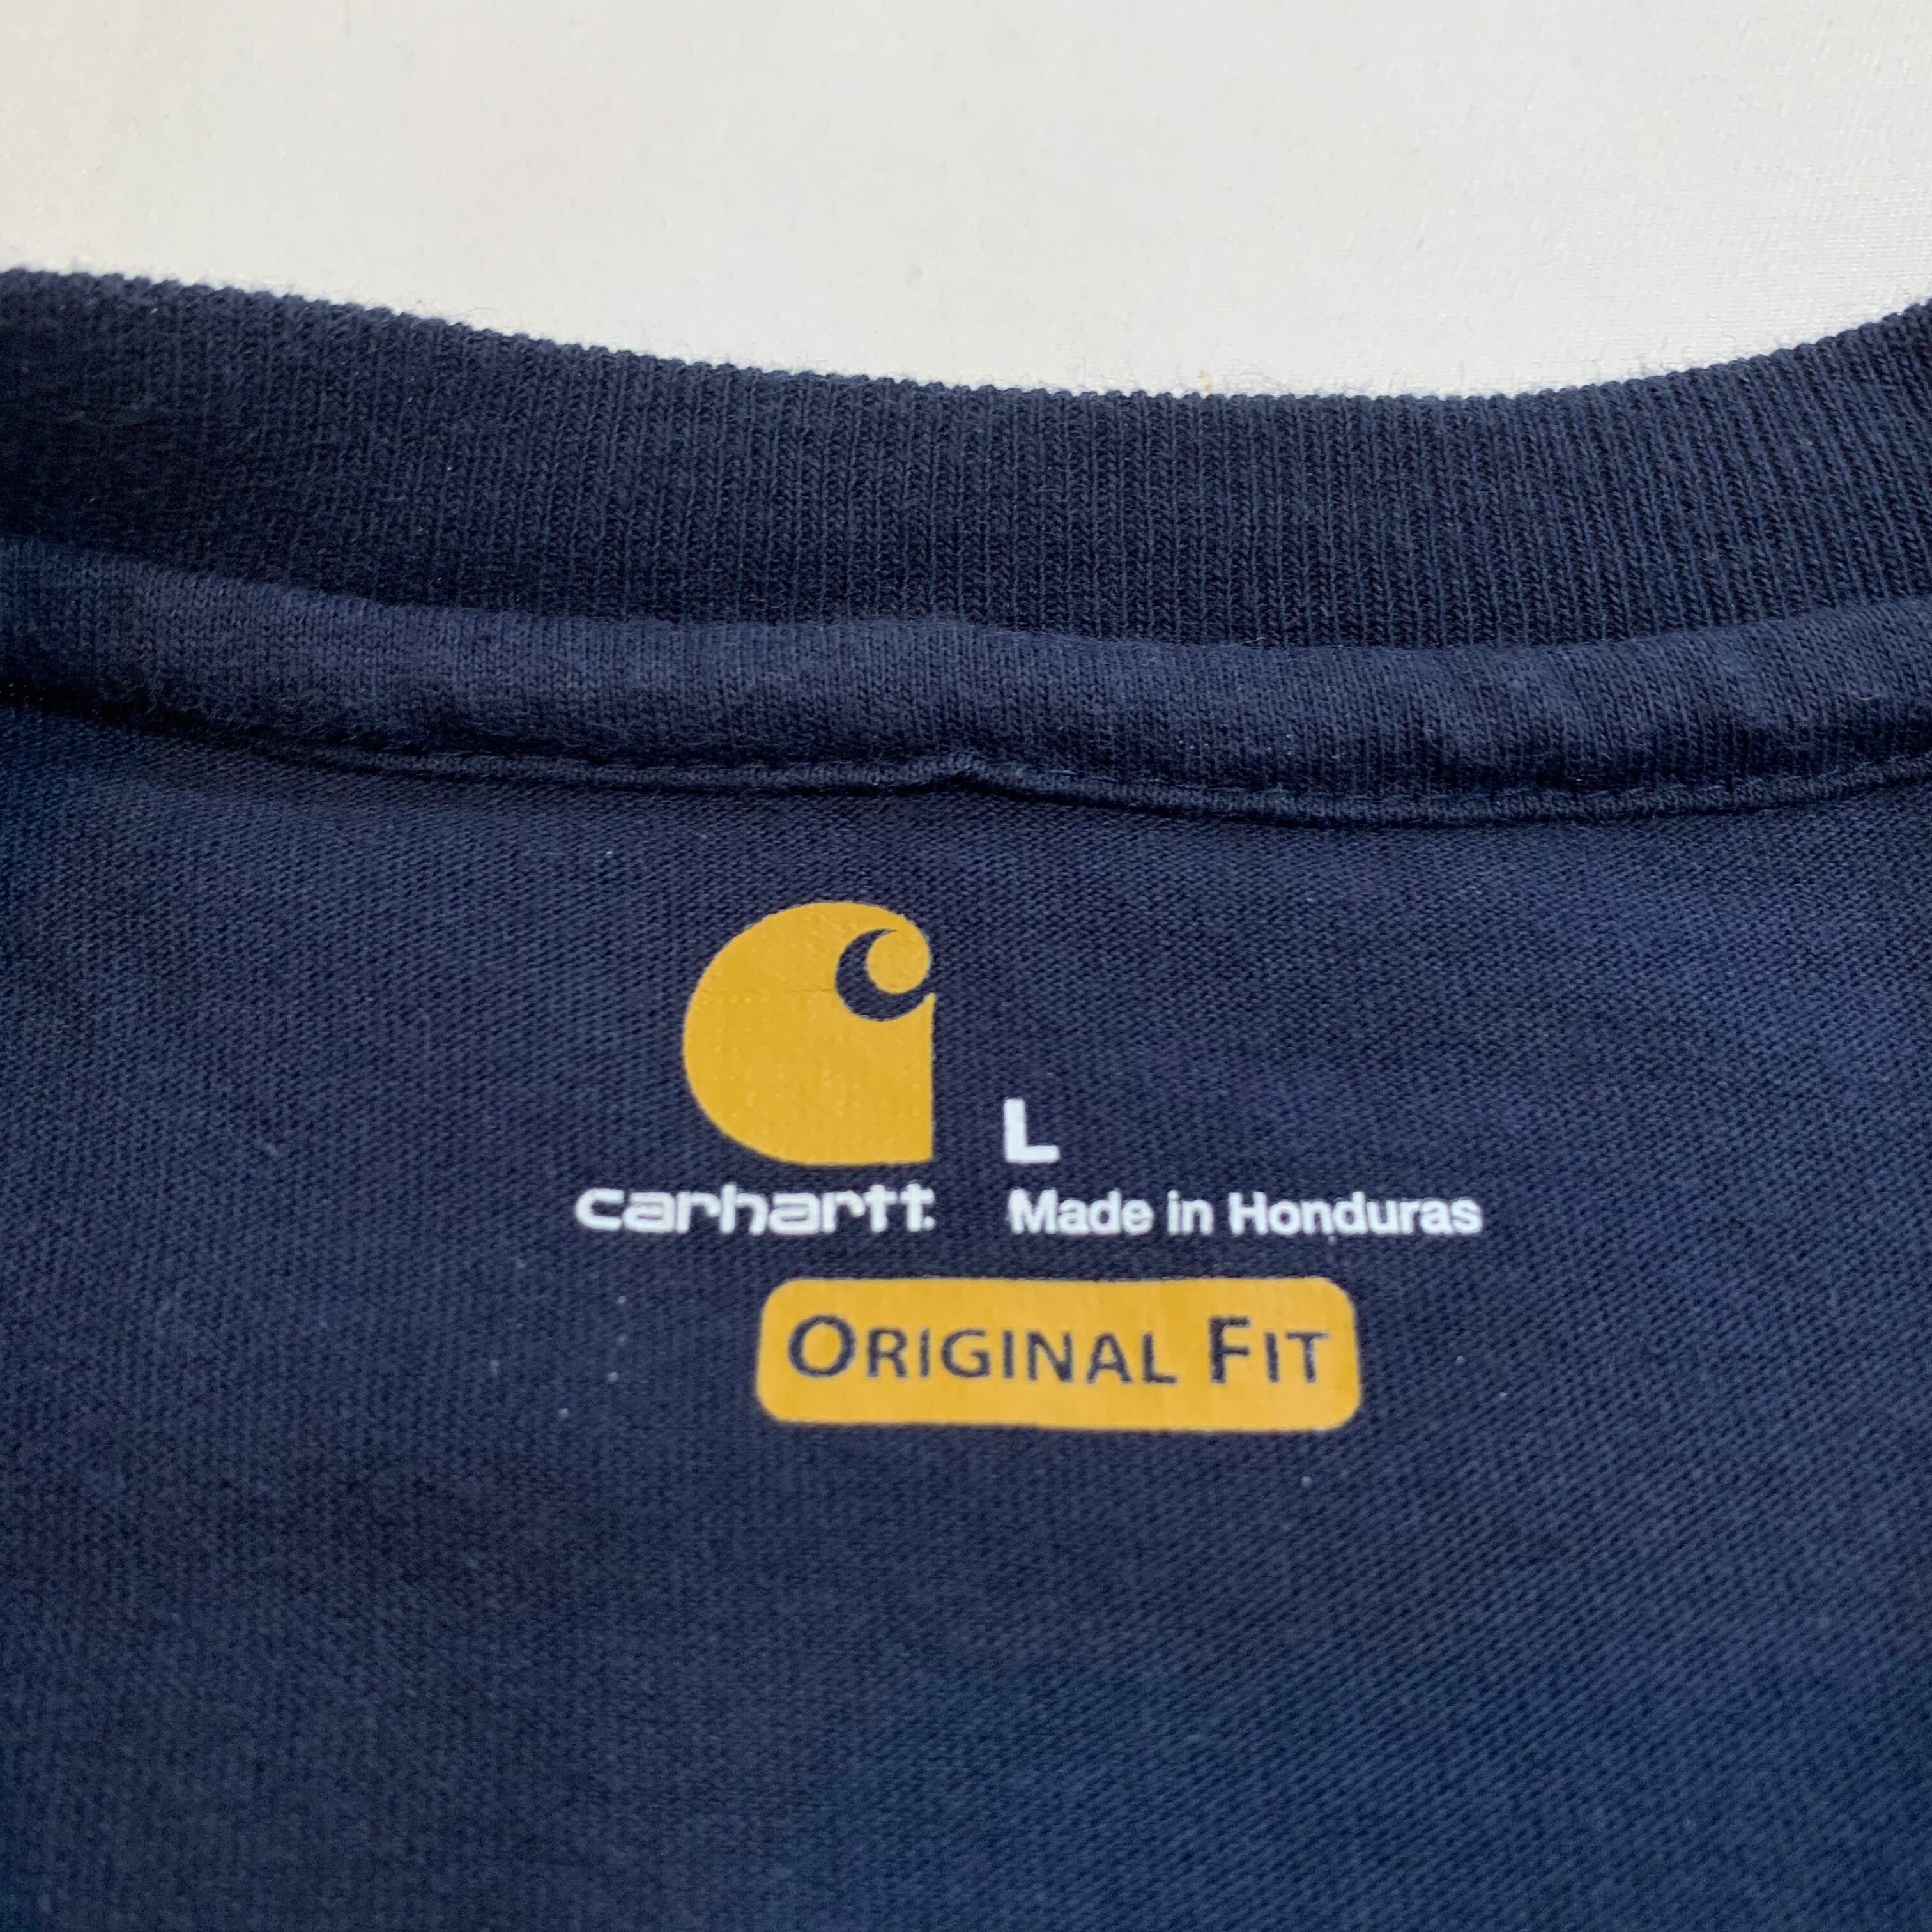 L
carhartt. Made in Honduras
ORIGINAL FIT